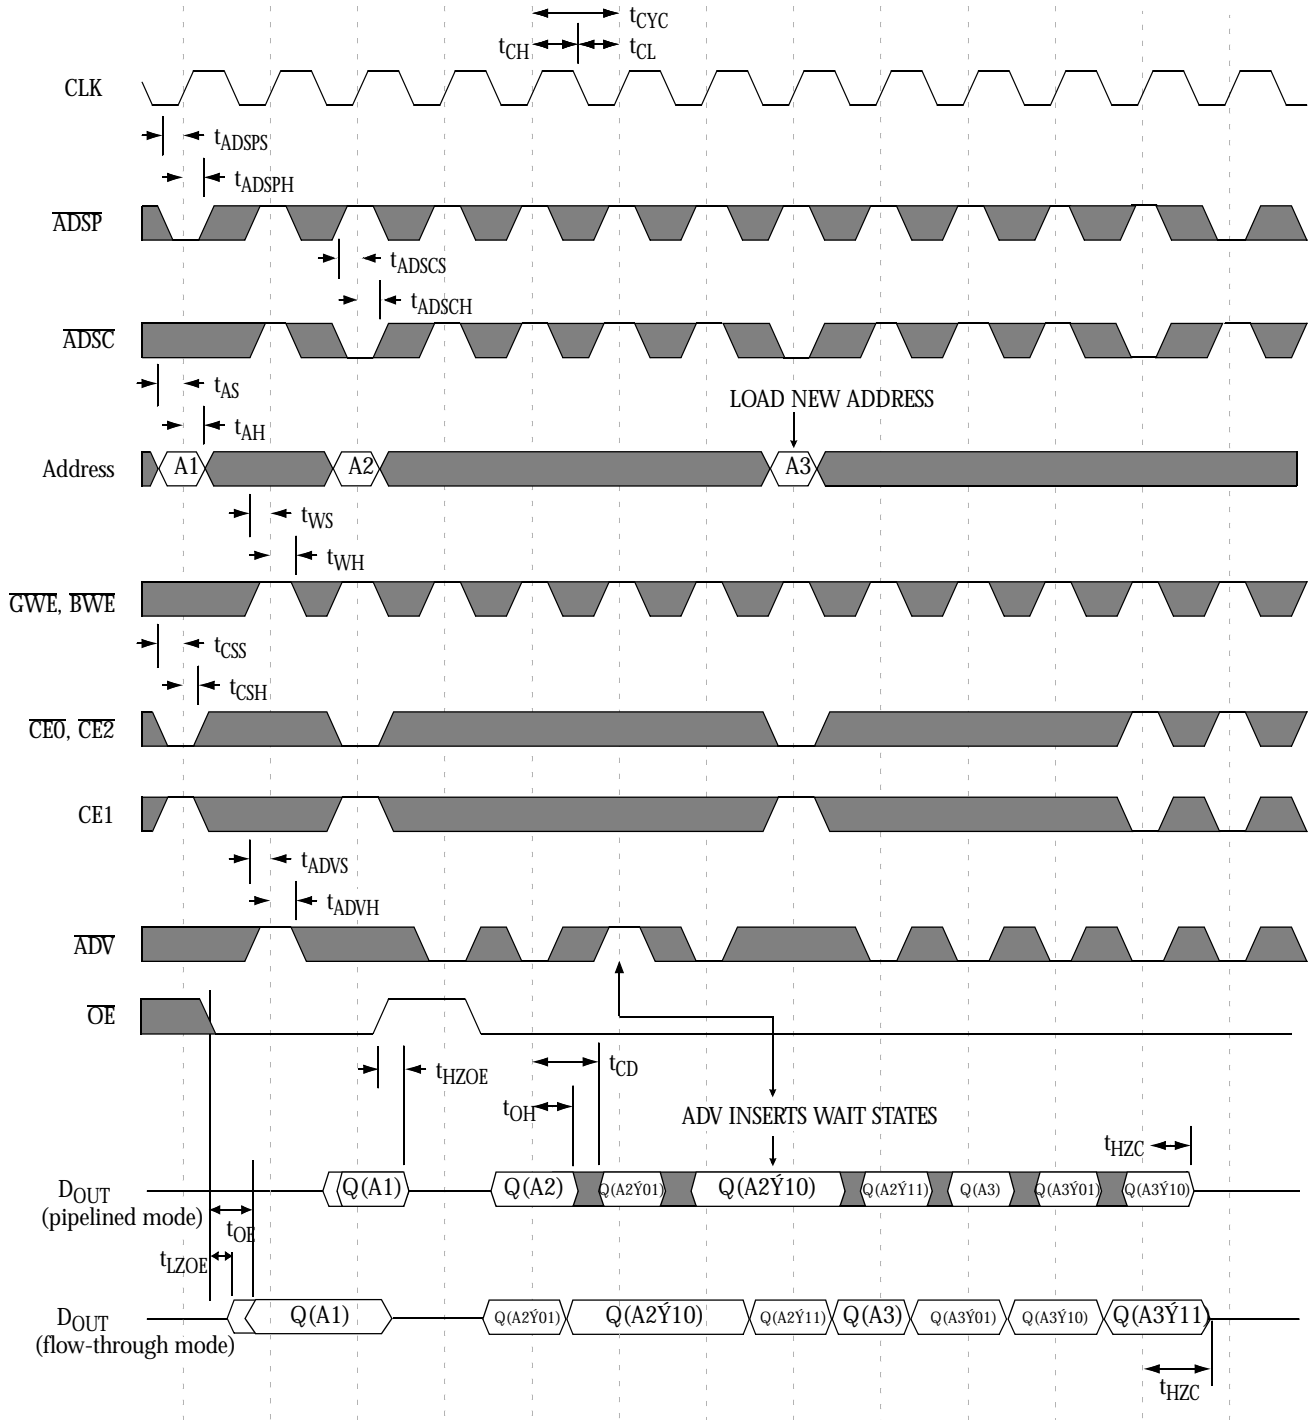 tCYC
tCH tCL
CLK
tADSPS
tADSPH
ADSP
tADSCS
tADSCH
ADSC
tAS
LOAD NEW ADDRESS
tAH
Address A1 A2 A3
tWS
tWH
GWE, BWE
tCSS
tCSH
CE0, CE2
CE1
tADVS
tADVH
ADV
OE
tHZOE tCD
tOH
ADV INSERTS WAIT STATES
tHZC
DOUT Q(A1) Q(A2) Q(A2Ý01) Q(A2Ý10) Q(A2Ý11) Q(A3) Q(A3Ý01) Q(A3Ý10)
(pipelined mode)
tOE
tLZOE
DOUT Q(A1) Q(A2Ý01) Q(A2Ý10) Q(A2Ý11) Q(A3) Q(A3Ý01) Q(A3Ý10) Q(A3Ý11)
(flow-through mode)
tHZC